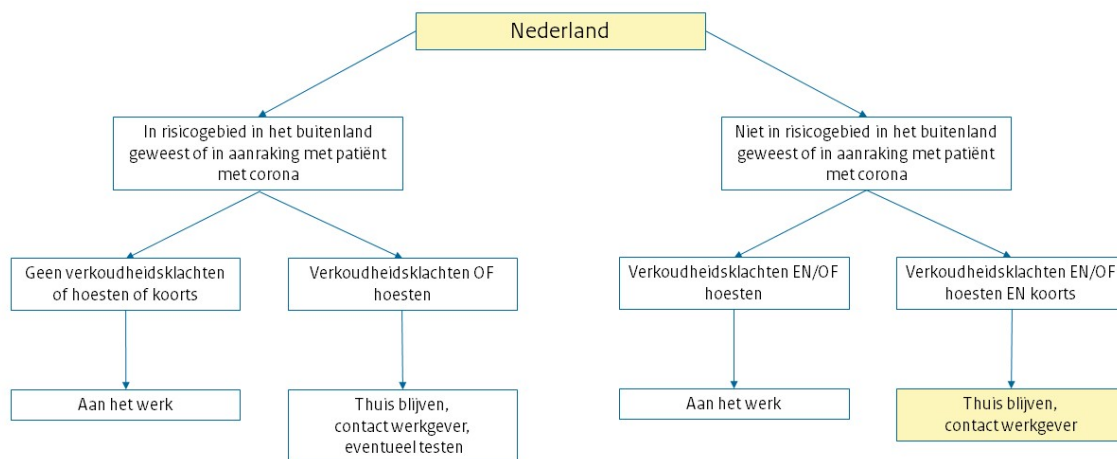 Nederland
In risicogebied in het buitenland
geweest of in aanraking met patiënt
met corona
Niet in risicogebied in het buitenland
geweest of in aanraking met patiënt
met corona
Geen verkoudheidsklachten
of hoesten of koorts
Verkoudheidsklachten OF
hoesten
Verkoudheidsklachten EN/OF
hoesten
Verkoudheidsklachten EN/OF
hoesten EN koorts
Aan het werk
Thuis blijven,
contact werkgever,
eventueel testen
Aan het werk
Thuis blijven,
contact werkgever